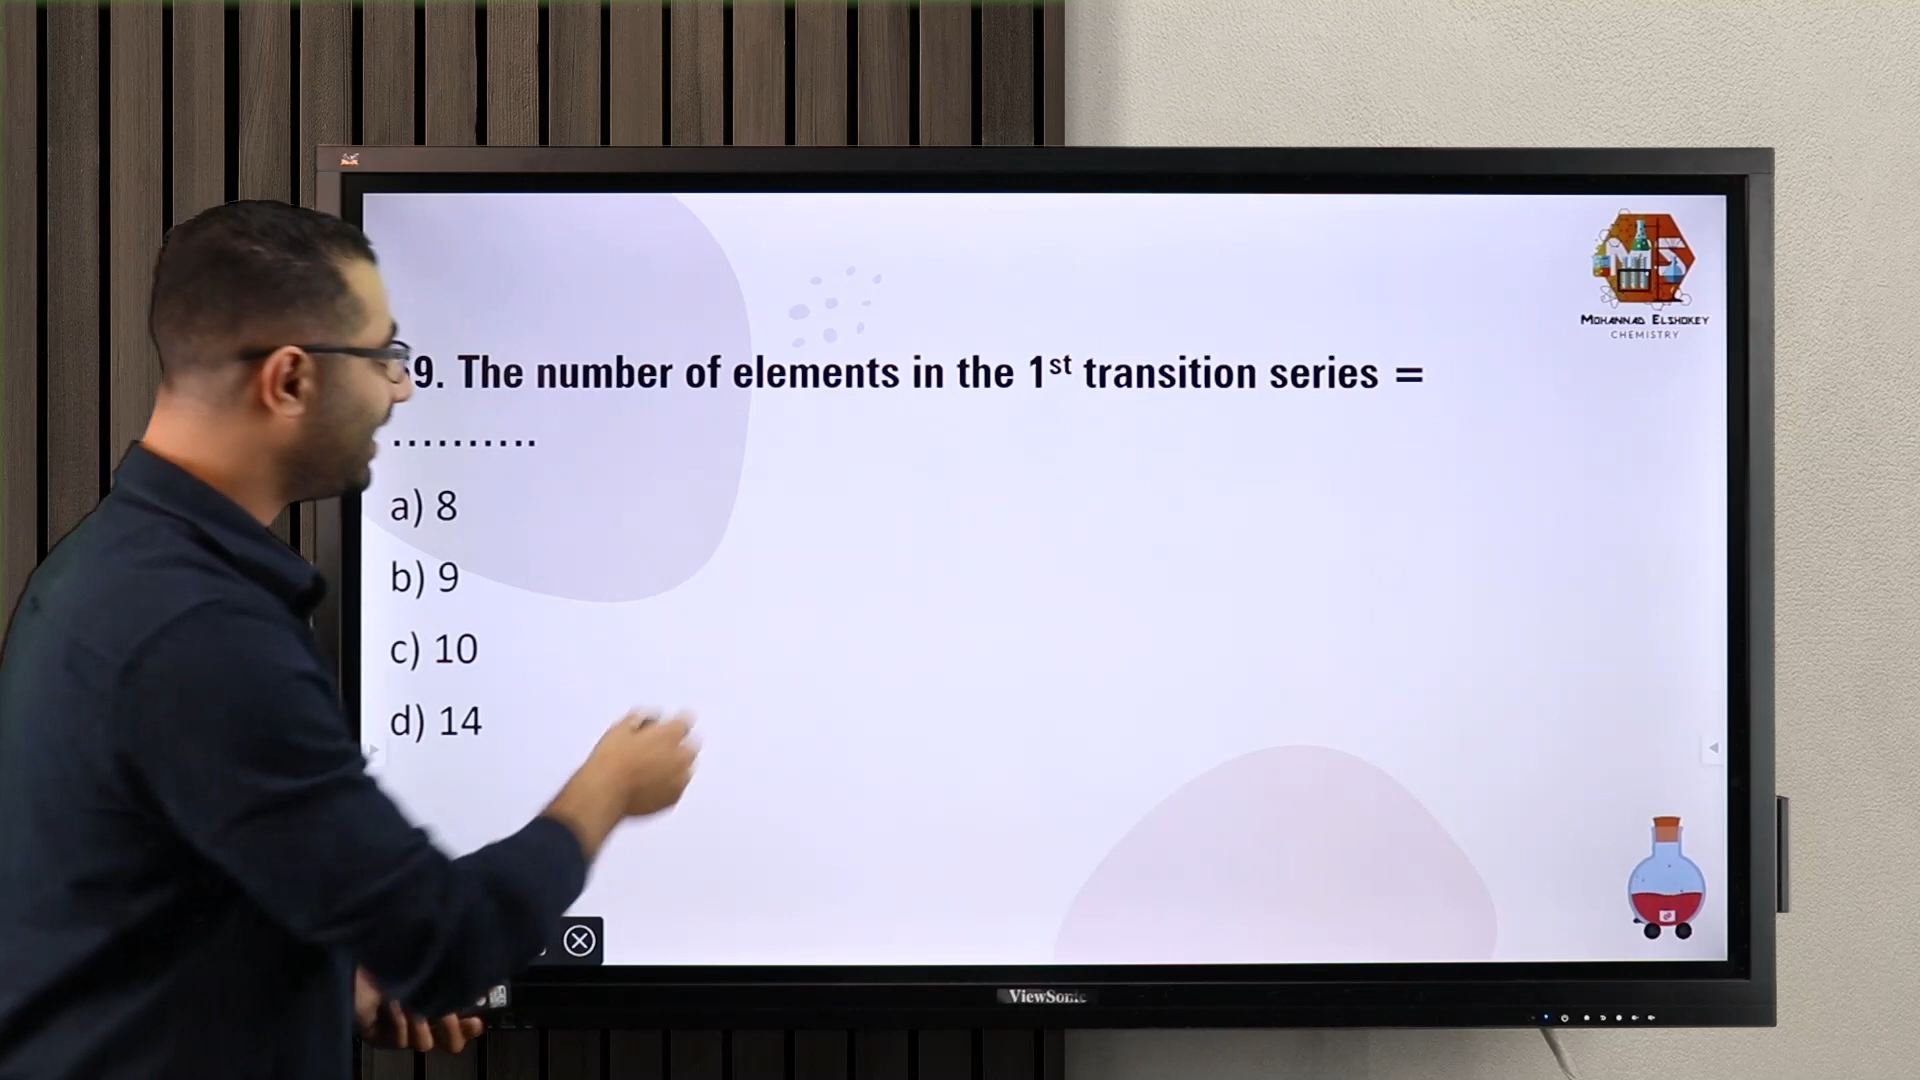 MOHANNAD ELSHOKEY
CHEMISTRY
9. The number of elements in the 1st transition series =
..........
a) 8
b) 9
c) 10
d) 14
ViewSonic